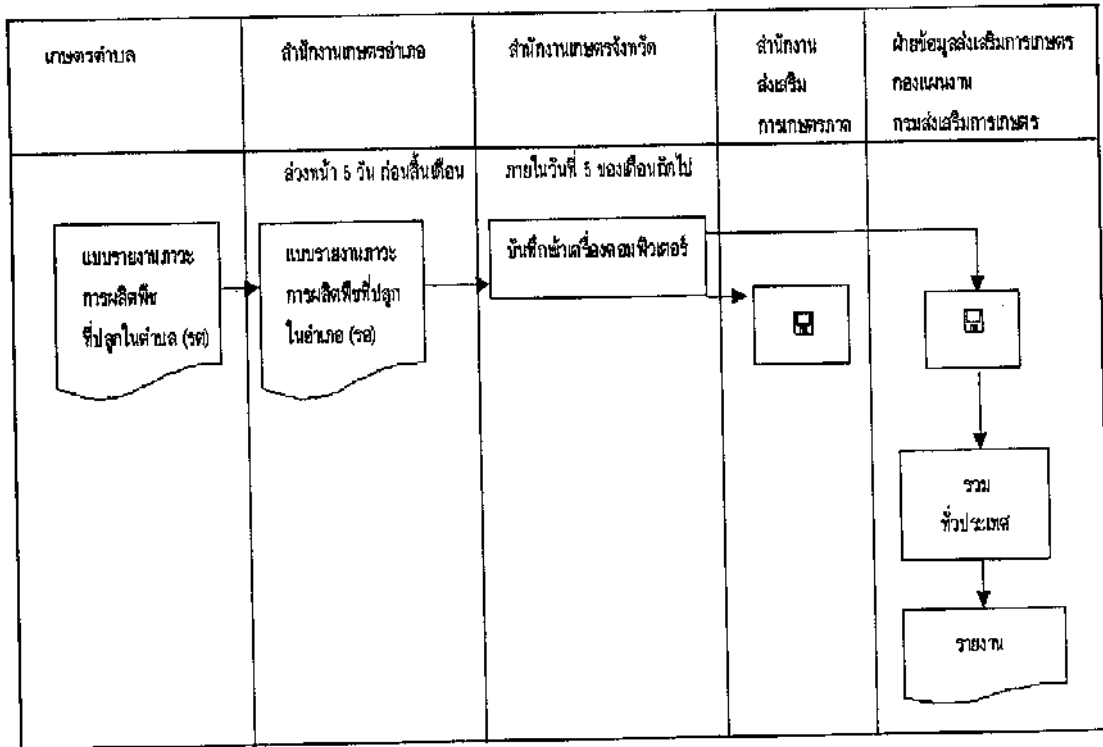 เกษตรตำบล
สำนักงานเกษตรอำเภอ
สำนักงานเกษตรจังหวัด
สำนักงาน
ส่งเสริม
การเกษตรภาค
ฝ่ายข้อมูลส่งเสริมการเกษตร
กองแผนงาน
กรมส่งเสริมการเกษตร
ล่วงหน้า 5 วัน ก่อนสิ้นเดือน
ภายในวันที่ 5 ของเดือนถัดไป
แบบรายงานภาวะ
การผลิตพืช
ที่ปลูกในตำบล (รต)
แบบรายงานภาวะ
การผลิตพืชที่ปลูก
ในอำเภอ (รอ)
บันทึกเข้าเครื่องคอมพิวเตอร์
รวม
ทั่วประเทศ
รายงาน